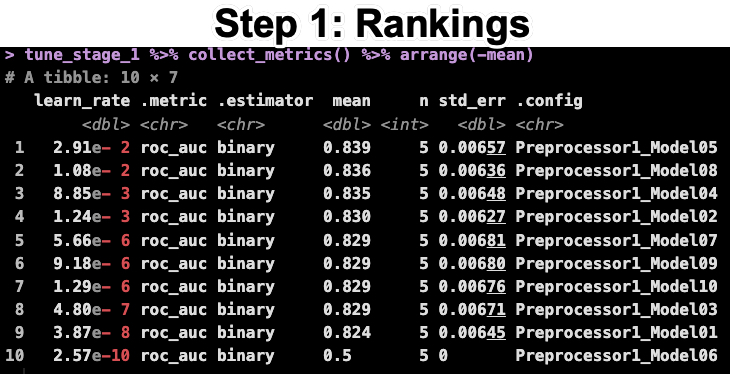 Step 1: Rankings
> tune_stage_1 %>% collect_metrics() %>% arrange(-mean)
# A tibble: 10 × 7
learn_rate .metric .estimator mean n std_err .config
<dbl> <chr> <chr> <dbl> <int> <dbl> <chr>
1 2.91e- 2 roc_auc binary 0.839 5 0.00657 Preprocessor1_Model05
2 1.08e- 2 roc_auc binary 0.836 5 0.00636 Preprocessor1_Model08
3 8.85e- 3 roc_auc binary 0.835 5 0.00648 Preprocessor1_Model04
4 1.24e- 3 roc_auc binary 0.830 5 0.00627 Preprocessor1_Model02
5 5.66e- 6 roc_auc binary 0.829 5 0.00681 Preprocessor1_Model07
6 9.18e- 6 roc_auc binary 0.829 5 0.00680 Preprocessor1_Model09
7 1.29e- 6 roc_auc binary 0.829 5 0.00676 Preprocessor1_Model10
8 4.80e- 7 roc_auc binary 0.829 5 0.00671 Preprocessor1_Model03
9 3.87e- 8 roc_auc binary 0.824 5 0.00645 Preprocessor1_Model01
10 2.57e-10 roc_auc binary 0.5 5 0 Preprocessor1_Model06